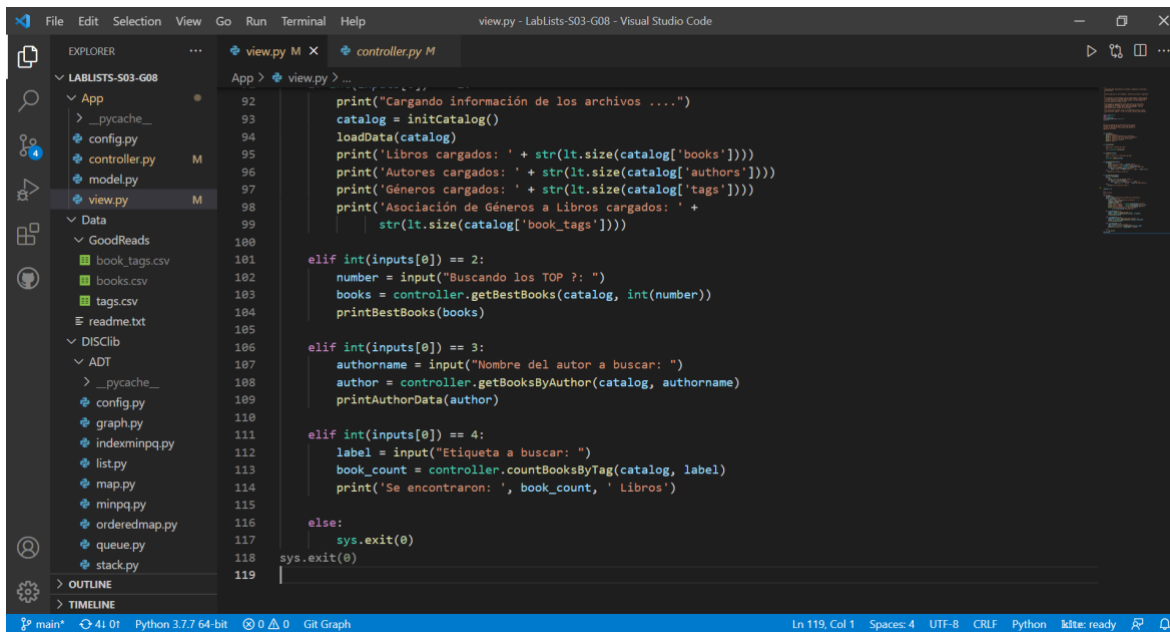 File Edit Selection View Go Run Terminal Help view.py - LabLists-S03-G08 - Visual Studio Code
EXPLORER ...
view.py M controller.py M
LABLISTS-S03-G08
App > view.py > ...
App
__pycache__
config.py
controller.py M
model.py
view.py M
Data
GoodReads
book_tags.csv
books.csv
tags.csv
readme.txt
DISClib
ADT
__pycache__
config.py
graph.py
indexminpq.py
list.py
map.py
minpq.py
orderedmap.py
queue.py
stack.py
OUTLINE
TIMELINE
4
92 print("Cargando información de los archivos ....")
93 catalog = initCatalog()
94 loadData(catalog)
95 print('Libros cargados: ' + str(lt.size(catalog['books'])))
96 print('Autores cargados: ' + str(lt.size(catalog['authors'])))
97 print('Géneros cargados: ' + str(lt.size(catalog['tags'])))
98 print('Asociación de Géneros a Libros cargados: ' +
99 str(lt.size(catalog['book_tags'])))
100
101 elif int(inputs[0]) == 2:
102 number = input("Buscando los TOP ?: ")
103 books = controller.getBestBooks(catalog, int(number))
104 printBestBooks(books)
105
106 elif int(inputs[0]) == 3:
107 authorname = input("Nombre del autor a buscar: ")
108 author = controller.getBooksByAuthor(catalog, authorname)
109 printAuthorData(author)
110
111 elif int(inputs[0]) == 4:
112 label = input("Etiqueta a buscar: ")
113 book_count = controller.countBooksByTag(catalog, label)
114 print('Se encontraron: ', book_count, ' Libros')
115
116 else:
117 sys.exit(0)
118 sys.exit(0)
119
main* 4↓ 0↑ Python 3.7.7 64-bit 0 0 Git Graph Ln 119, Col 1 Spaces: 4 UTF-8 CRLF Python kite: ready